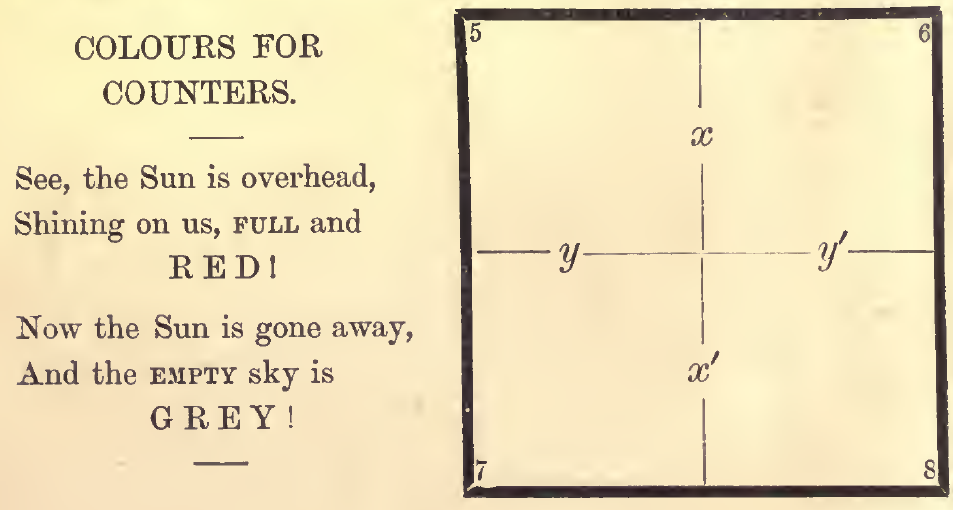 COLOURS FOR
COUNTERS.
See, the Sun is overhead,
Shining on us, FULL and
RED!
Now the Sun is gone away,
And the EMPTY sky is
GREY!
5 6
x
y y′
x′
7 8